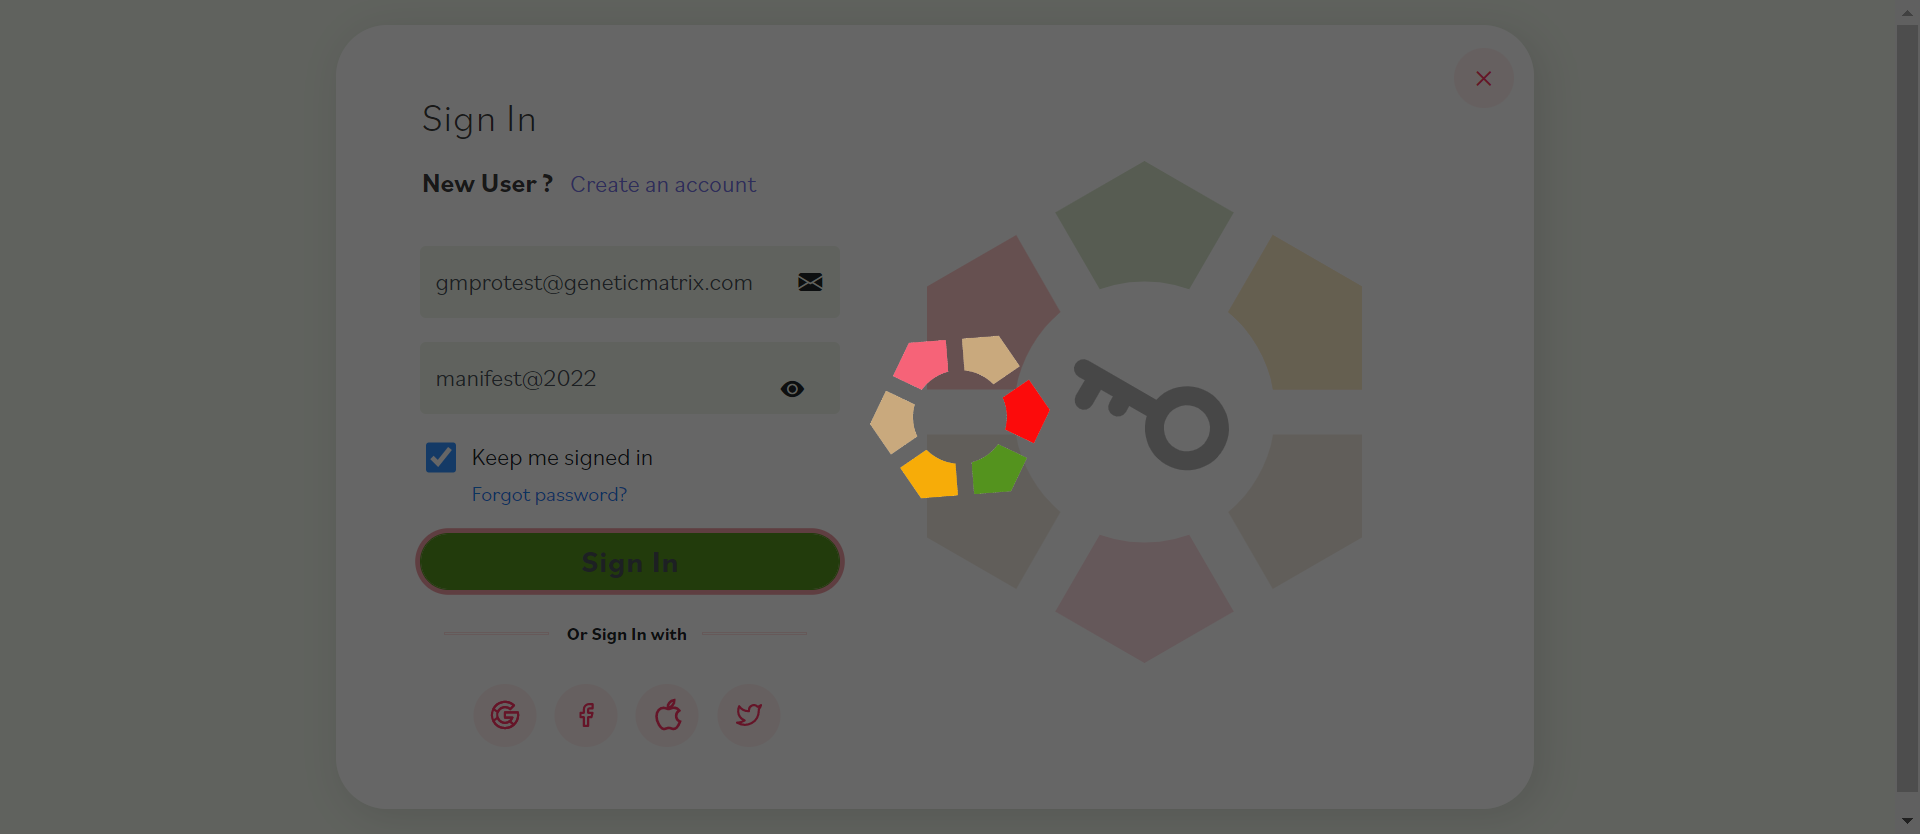 Sign In
New User ? Create an account
gmprotest@geneticmatrix.com
manifest@2022
Keep me signed in
Forgot password?
Sign In
Or Sign In with